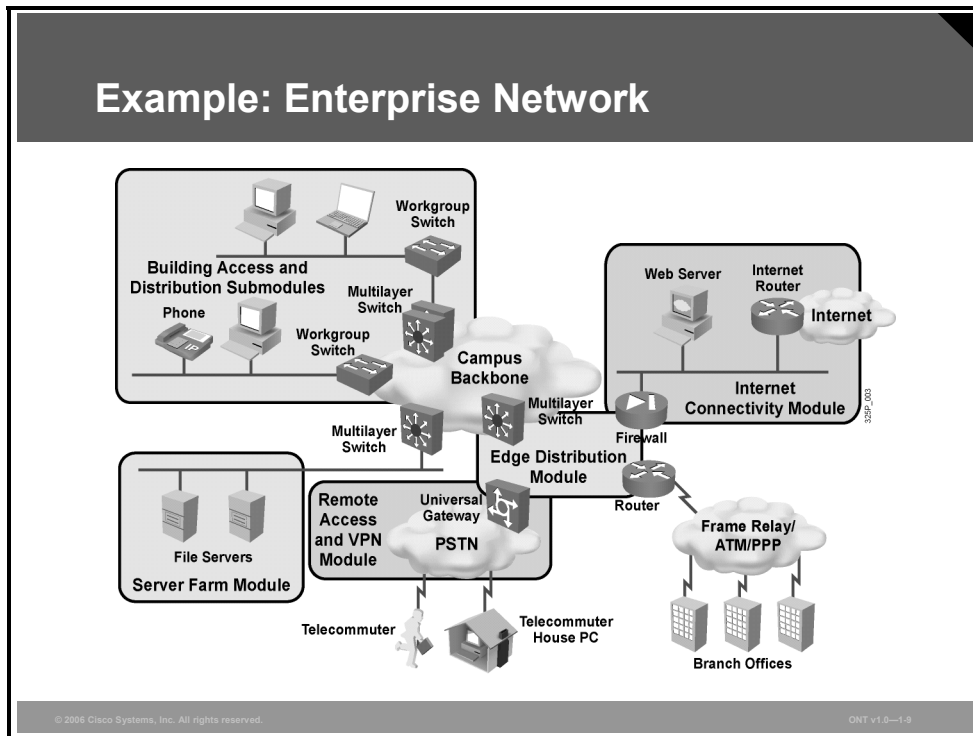 Example: Enterprise Network
Workgroup
Switch
Building Access and
Distribution Submodules
Multilayer
Switch
Phone
IP
Workgroup
Switch
Campus
Backbone
Multilayer
Switch
Web Server
Internet
Router
Internet
Internet
Connectivity Module
325P_003
Firewall
Multilayer
Switch
Edge Distribution
Module
Router
File Servers
Server Farm Module
Remote
Access
and VPN
Module
Universal
Gateway
PSTN
Frame Relay/
ATM/PPP
Telecommuter
Telecommuter
House PC
Branch Offices
© 2006 Cisco Systems, Inc. All rights reserved.
ONT v1.0—1-9